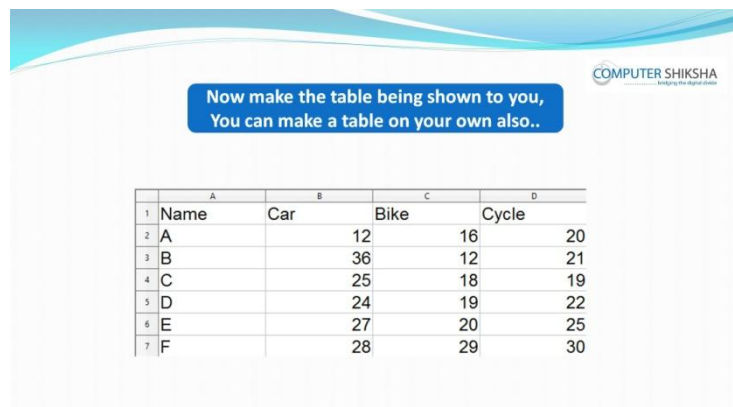 COMPUTER SHIKSHA
bridging the digital divide
Now make the table being shown to you,
You can make a table on your own also..
A B C D
1 Name Car Bike Cycle
2 A 12 16 20
3 B 36 12 21
4 C 25 18 19
5 D 24 19 22
6 E 27 20 25
7 F 28 29 30